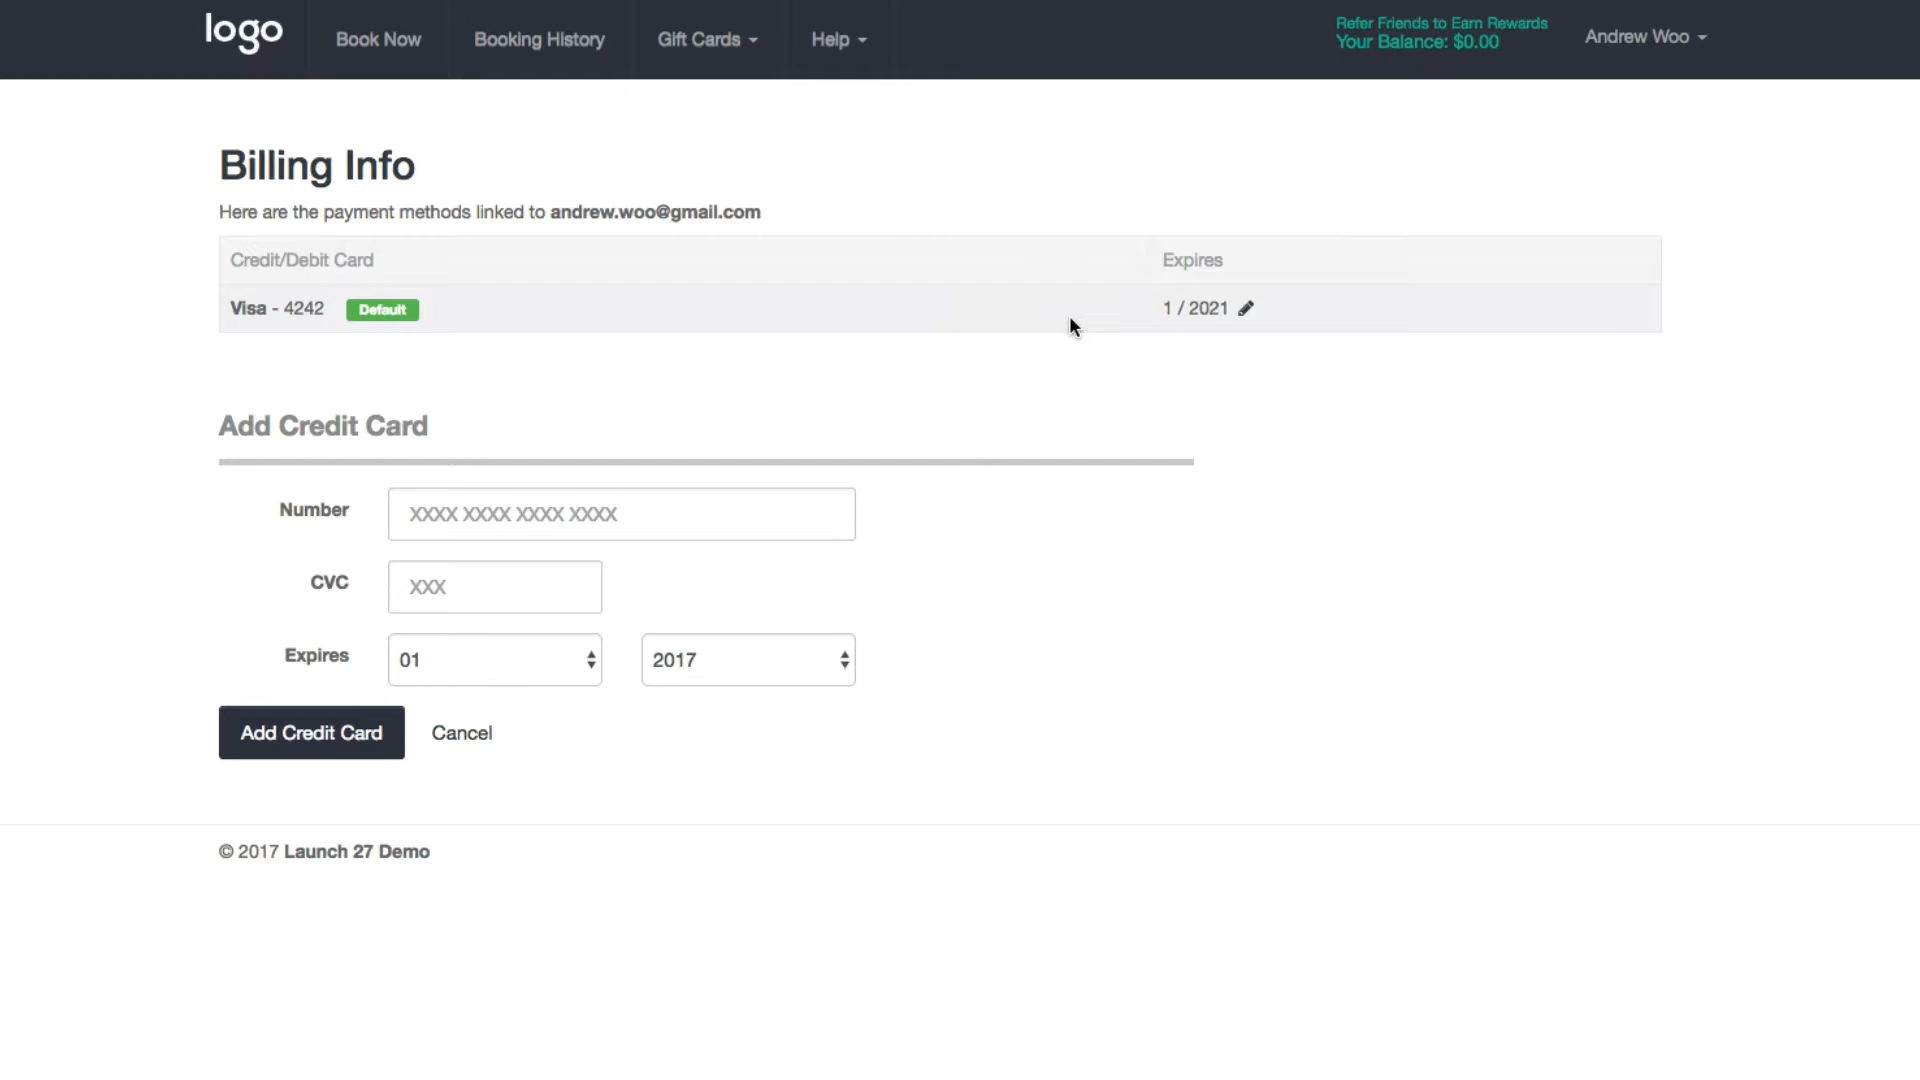 logo
Book Now
Booking History
Gift Cards
Help
Refer Friends to Earn Rewards
Your Balance: $0.00
Andrew Woo
Billing Info
Here are the payment methods linked to andrew.woo@gmail.com
Credit/Debit Card
Expires
Visa - 4242
Default
1 / 2021
Add Credit Card
Number
XXXX XXXX XXXX XXXX
CVC
XXX
Expires
01
2017
Add Credit Card
Cancel
© 2017 Launch 27 Demo